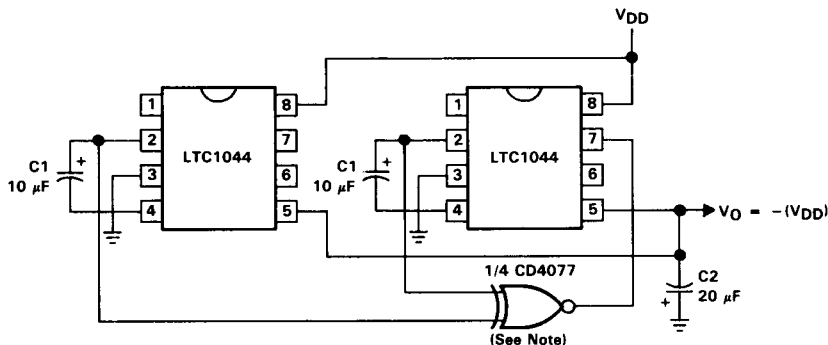 VDD
1
8
2
7
LTC1044
3
6
4
5
C1
+
10 µF
1
8
2
7
LTC1044
3
6
4
5
C1
+
10 µF
VO = -(VDD)
1/4 CD4077
C2
20 µF
+
(See Note)